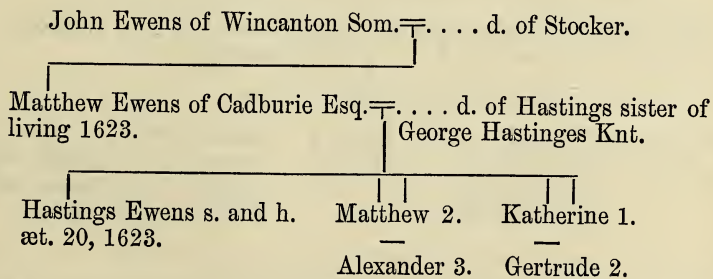 John Ewens of Wincanton Som.=. . . . d. of Stocker.
Matthew Ewens of Cadburie Esq.=. . . . d. of Hastings sister of
living 1623. George Hastinges Knt.
Hastings Ewens s. and h. Matthew 2. Katherine 1.
æt. 20, 1623.
— —
Alexander 3. Gertrude 2.